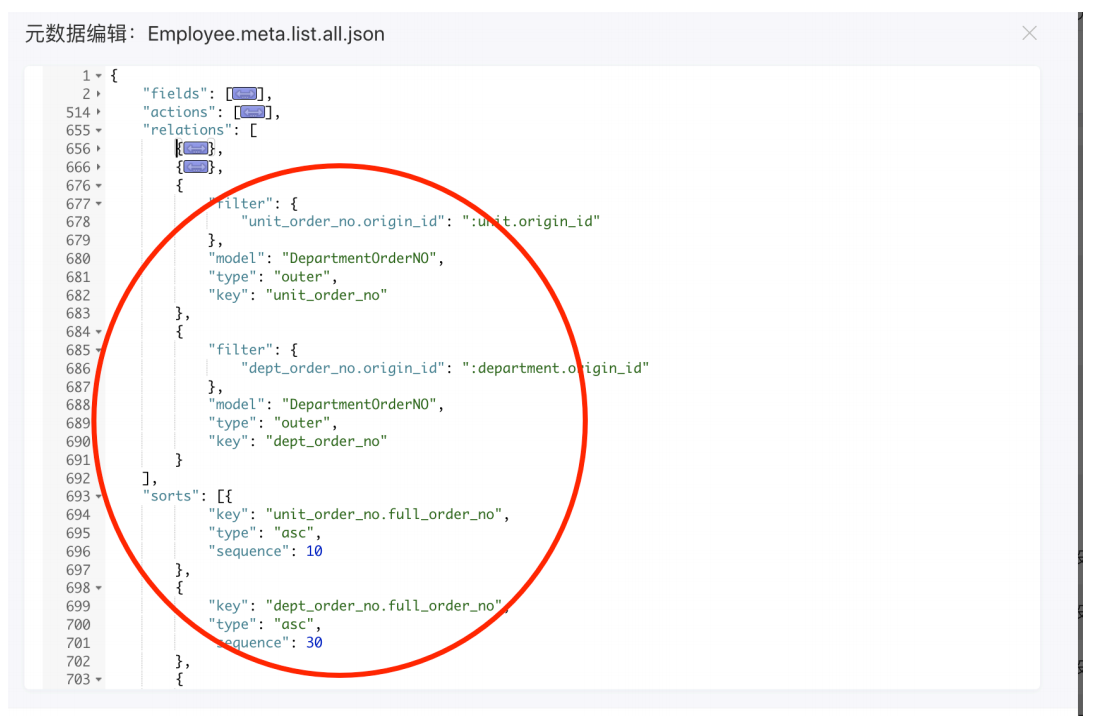 元数据编辑：Employee.meta.list.all.json
1 {
2 "fields": [],
514 "actions": [],
655 "relations": [
656 {},
666 {},
676 {
677 "filter": {
678 "unit_order_no.origin_id": ":unit.origin_id"
679 },
680 "model": "DepartmentOrderNO",
681 "type": "outer",
682 "key": "unit_order_no"
683 },
684 {
685 "filter": {
686 "dept_order_no.origin_id": ":department.origin_id"
687 },
688 "model": "DepartmentOrderNO",
689 "type": "outer",
690 "key": "dept_order_no"
691 }
692 ],
693 "sorts": [{
694 "key": "unit_order_no.full_order_no",
695 "type": "asc",
696 "sequence": 10
697 },
698 {
699 "key": "dept_order_no.full_order_no",
700 "type": "asc",
701 "sequence": 30
702 },
703 {